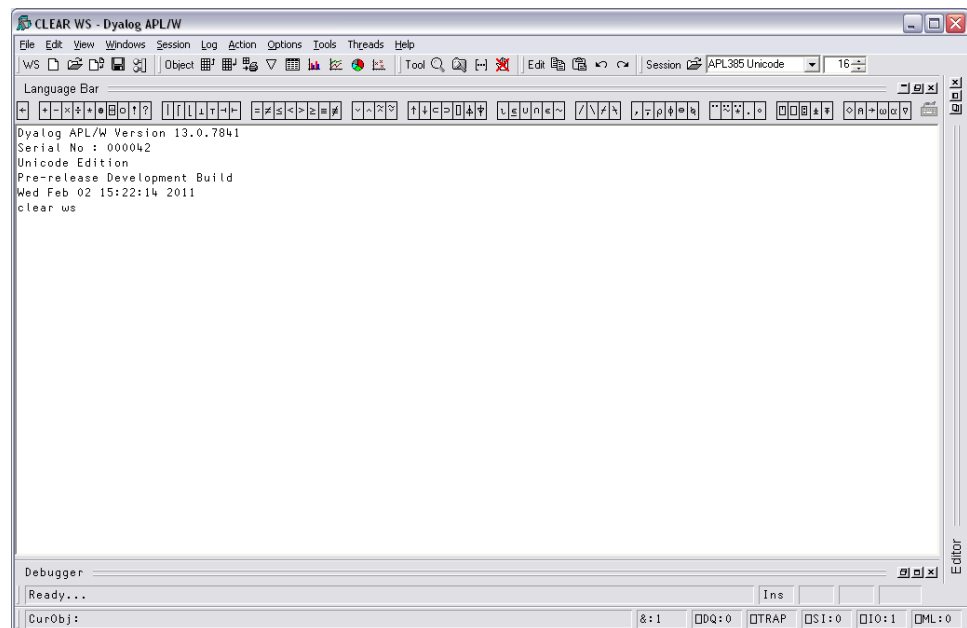 CLEAR WS - Dyalog APL/W
File Edit View Windows Session Log Action Options Tools Threads Help
WS Object Tool Edit Session APL385 Unicode 16
Language Bar
← + - × ÷ * ⍟ ⌹ ○ ! ? | ⌈ ⌊ ⊥ ⊤ ⊣ ⊢ = ≠ ≤ < > ≥ ≡ ≢ ∨ ∧ ⍲ ⍱ ↑ ↓ ⊂ ⊃ ⌷ ⍋ ⍒ ⍳ ⍷ ∪ ∩ ∊ ~ / \ ⌿ ⍀ , ⍪ ⍴ ⌽ ⊖ ⍉ ¨ ⍨ ⍣ . ∘ ⍞ ⎕ ⍠ ⍎ ⍕ ⋄ ⍝ → ⍵ ⍺ ∇
Dyalog APL/W Version 13.0.7841
Serial No : 000042
Unicode Edition
Pre-release Development Build
Wed Feb 02 15:22:14 2011
clear ws
Editor
Debugger
Ready... Ins
CurObj: &:1 ⎕DQ:0 ⎕TRAP ⎕SI:0 ⎕IO:1 ⎕ML:0